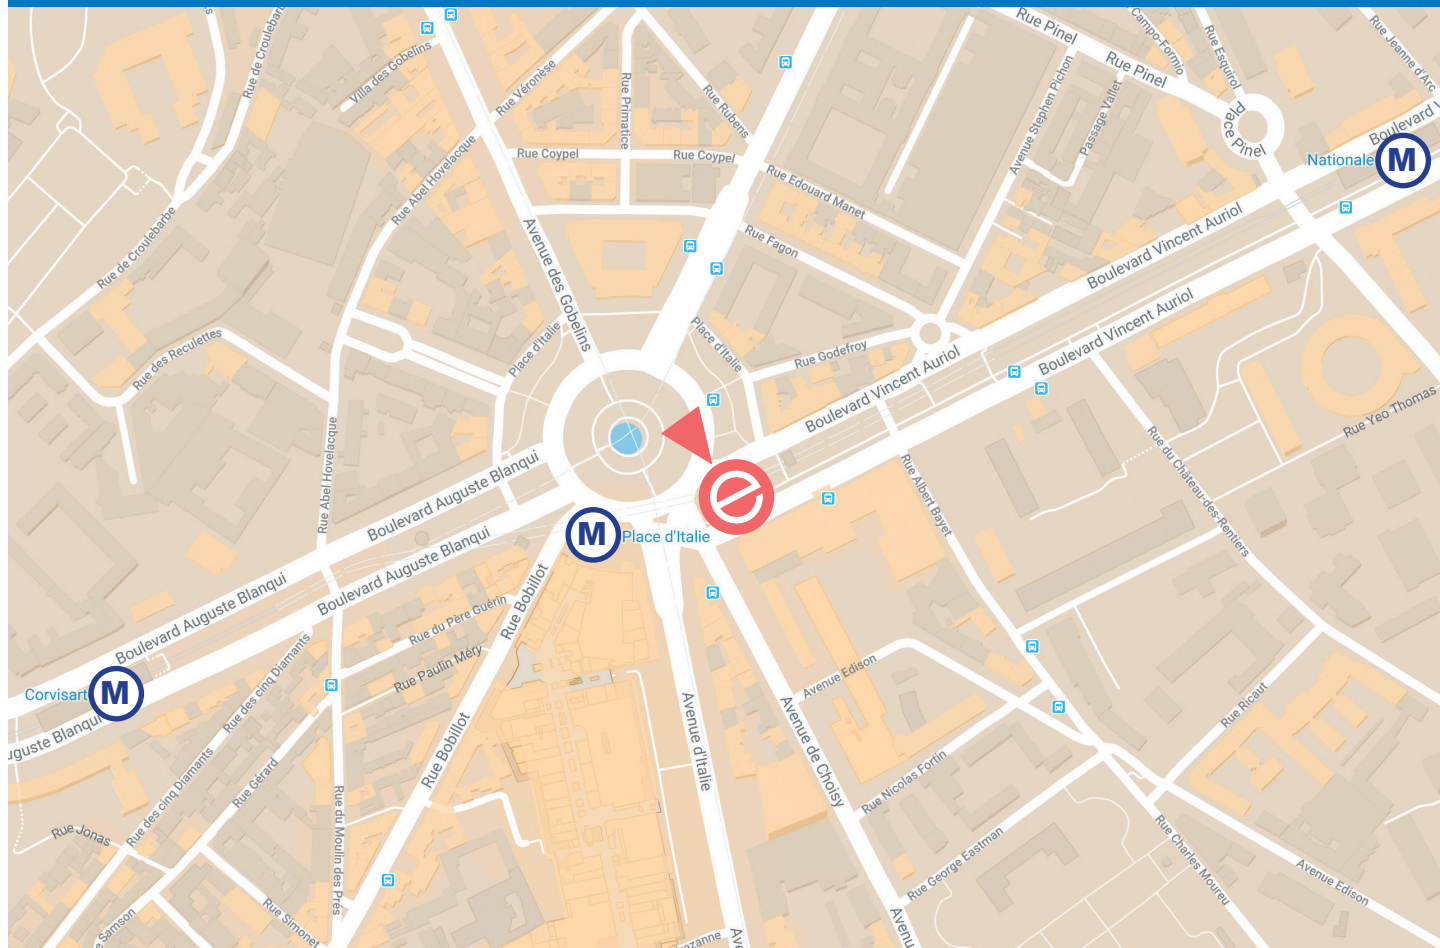 Rue de Croulebarbe
Villa des Gobelins
Rue Véronèse
Rue Primatice
Rue Rubens
Rue Pinel
Rue Pinel
Campo-Formio
Rue Esquirol
Rue Jeanne d'Arc
Place Pinel
Avenue Stephen Pichon
Passage Vallet
Boulevard V
Nationale
M
Rue Coypel
Rue Coypel
Rue Abel Hovelacque
Rue Edouard Manet
Rue Fagon
Rue de Croulebarbe
Avenue des Gobelins
Boulevard Vincent Auriol
Boulevard Vincent Auriol
Rue des Reculettes
Place d'Italie
Place d'Italie
Rue Godefroy
Boulevard Vincent Auriol
Rue Yeo Thomas
Rue Abel Hovelacque
Boulevard Auguste Blanqui
Boulevard Auguste Blanqui
Rue Albert Bayet
Rue du Château-des-Rentiers
M
Place d'Italie
e
Boulevard Auguste Blanqui
Rue Bobillot
Rue du Père Guérin
Rue Paulin Méry
Rue des cinq Diamants
Corvisart
M
uguste Blanqui
Avenue Edison
Rue Ricaut
Avenue d'Italie
Avenue de Choisy
Rue Bobillot
Rue des cinq Diamants
Rue Gérard
Rue du Moulin des Prés
Rue Nicolas Fortin
Rue Jonas
Rue George Eastman
Rue Charles Moureu
Avenue Edison
Rue Simonet
Samson
zanne
Ave
Avenu